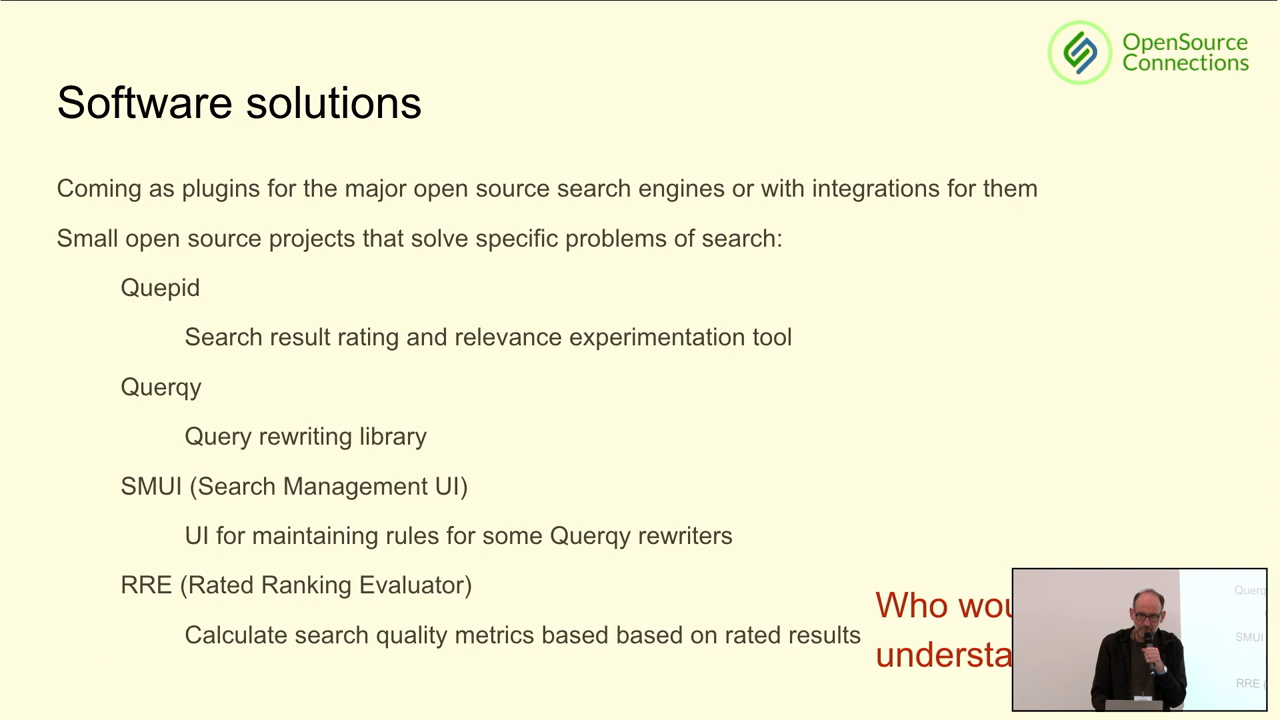 OpenSource
Connections
Software solutions
Coming as plugins for the major open source search engines or with integrations for them
Small open source projects that solve specific problems of search:
Quepid
Search result rating and relevance experimentation tool
Querqy
Query rewriting library
SMUI (Search Management UI)
UI for maintaining rules for some Querqy rewriters
RRE (Rated Ranking Evaluator)
Calculate search quality metrics based based on rated results
Who wou
understa
Querq
SMUI
RRE (